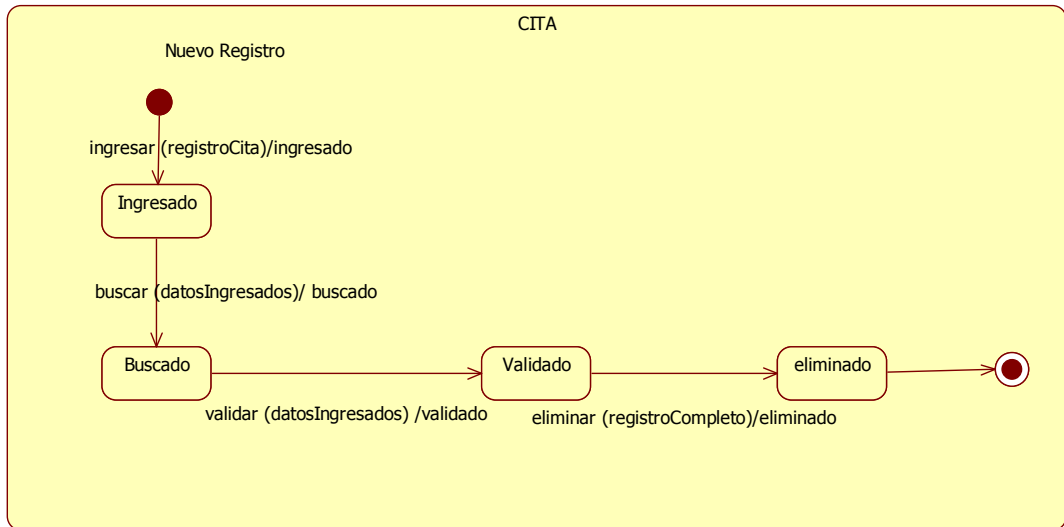 CITA
Nuevo Registro
ingresar (registroCita)/ingresado
Ingresado
buscar (datosIngresados)/ buscado
Buscado
Validado
eliminado
validar (datosIngresados) /validado
eliminar (registroCompleto)/eliminado